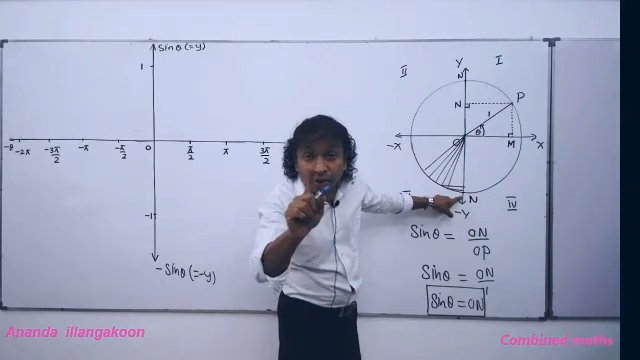 Sinθ(=y)
1
-θ -2π -3π/2 -π -π/2 0 π/2 π 3π/2
-1
-Sinθ(=-y)
Y
I
II
N
P
N
1
θ
O
-X
M
X
N
IV
-Y
Sinθ = ON/OP
Sinθ = ON/1
Sinθ = ON
Ananda illangakoon
Combined maths